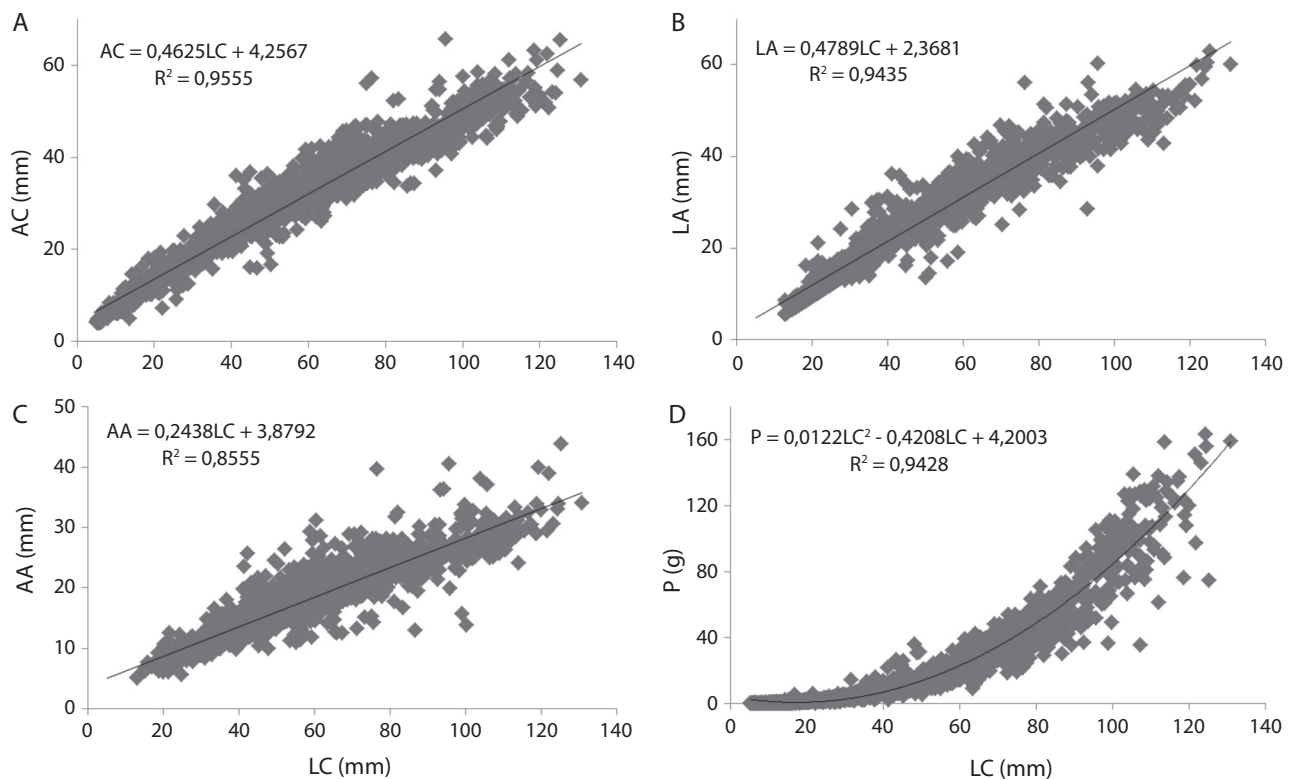 A
AC = 0,4625LC + 4,2567
R² = 0,9555
AC (mm)
60
40
20
0
0 20 40 60 80 100 120 140
B
LA = 0,4789LC + 2,3681
R² = 0,9435
LA (mm)
60
40
20
0
0 20 40 60 80 100 120 140
C
AA = 0,2438LC + 3,8792
R² = 0,8555
AA (mm)
50
40
30
20
10
0
0 20 40 60 80 100 120 140
LC (mm)
D
P = 0,0122LC² - 0,4208LC + 4,2003
R² = 0,9428
P (g)
160
120
80
40
0
0 20 40 60 80 100 120 140
LC (mm)